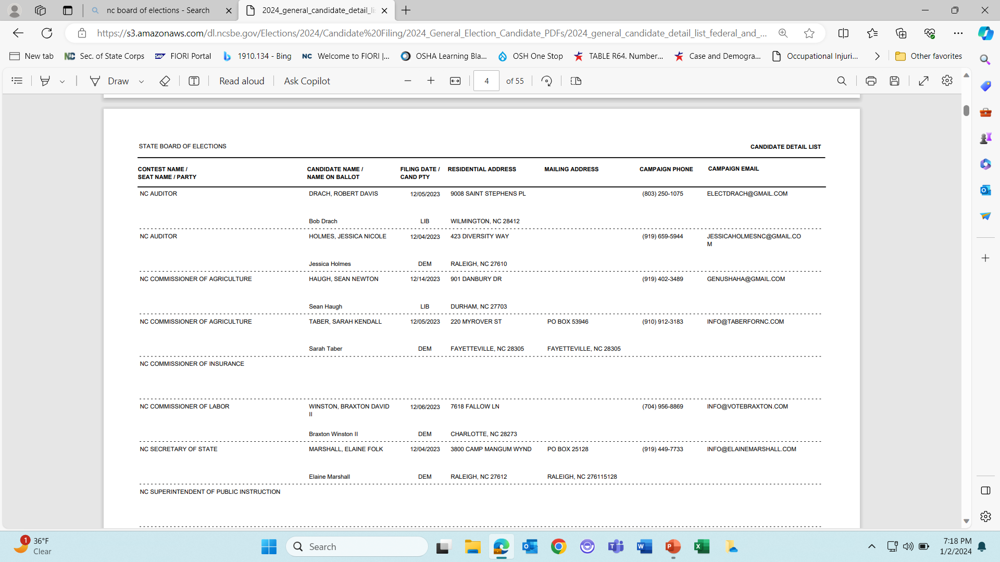 nc board of elections - Search
2024_general_candidate_detail_li
https://s3.amazonaws.com/dl.ncsbe.gov/Elections/2024/Candidate%20Filing/2024_General_Election_Candidate_PDFs/2024_general_candidate_detail_list_federal_and_...
New tab
NC Sec. of State Corps
SAP FIORI Portal
1910.134 - Bing
NC Welcome to FIORI |...
OSHA Learning Bla...
OSH One Stop
TABLE R64. Number...
Case and Demogra...
Occupational Injuri...
Other favorites
Draw
Read aloud
Ask Copilot
4 of 55
STATE BOARD OF ELECTIONS CANDIDATE DETAIL LIST
CONTEST NAME / CANDIDATE NAME / FILING DATE / RESIDENTIAL ADDRESS MAILING ADDRESS CAMPAIGN PHONE CAMPAIGN EMAIL
SEAT NAME / PARTY NAME ON BALLOT CAND PTY
NC AUDITOR DRACH, ROBERT DAVIS 12/05/2023 9008 SAINT STEPHENS PL (803) 250-1075 ELECTDRACH@GMAIL.COM
Bob Drach LIB WILMINGTON, NC 28412
NC AUDITOR HOLMES, JESSICA NICOLE 12/04/2023 423 DIVERSITY WAY (919) 659-5944 JESSICAHOLMESNC@GMAIL.CO
M
Jessica Holmes DEM RALEIGH, NC 27610
NC COMMISSIONER OF AGRICULTURE HAUGH, SEAN NEWTON 12/14/2023 901 DANBURY DR (919) 402-3489 GENUSHAHA@GMAIL.COM
Sean Haugh LIB DURHAM, NC 27703
NC COMMISSIONER OF AGRICULTURE TABER, SARAH KENDALL 12/05/2023 220 MYROVER ST PO BOX 53946 (910) 912-3183 INFO@TABERFORNC.COM
Sarah Taber DEM FAYETTEVILLE, NC 28305 FAYETTEVILLE, NC 28305
NC COMMISSIONER OF INSURANCE
NC COMMISSIONER OF LABOR WINSTON, BRAXTON DAVID 12/06/2023 7618 FALLOW LN (704) 956-8869 INFO@VOTEBRAXTON.COM
II
Braxton Winston II DEM CHARLOTTE, NC 28273
NC SECRETARY OF STATE MARSHALL, ELAINE FOLK 12/04/2023 3800 CAMP MANGUM WYND PO BOX 25128 (919) 449-7733 INFO@ELAINEMARSHALL.COM
Elaine Marshall DEM RALEIGH, NC 27612 RALEIGH, NC 276115128
NC SUPERINTENDENT OF PUBLIC INSTRUCTION
1
36°F
Clear
Search
7:18 PM
1/2/2024